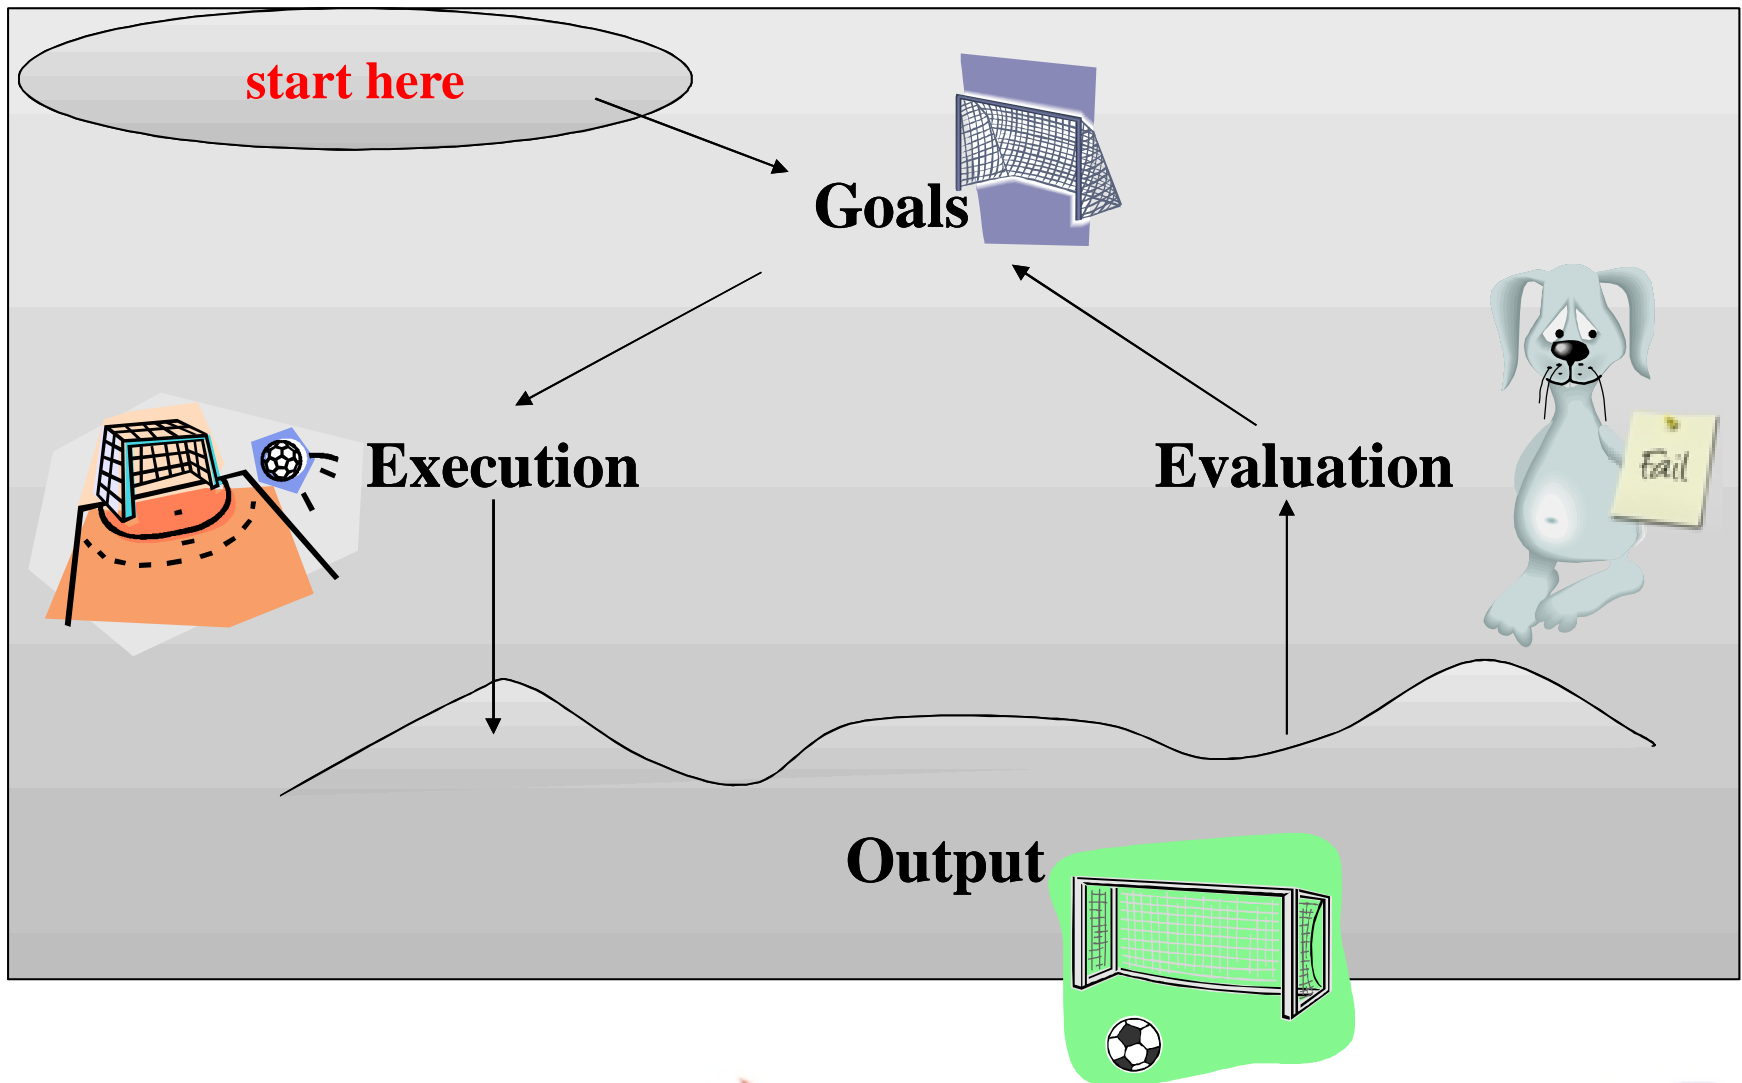 start here
Goals
Execution
Evaluation
Fail
Output